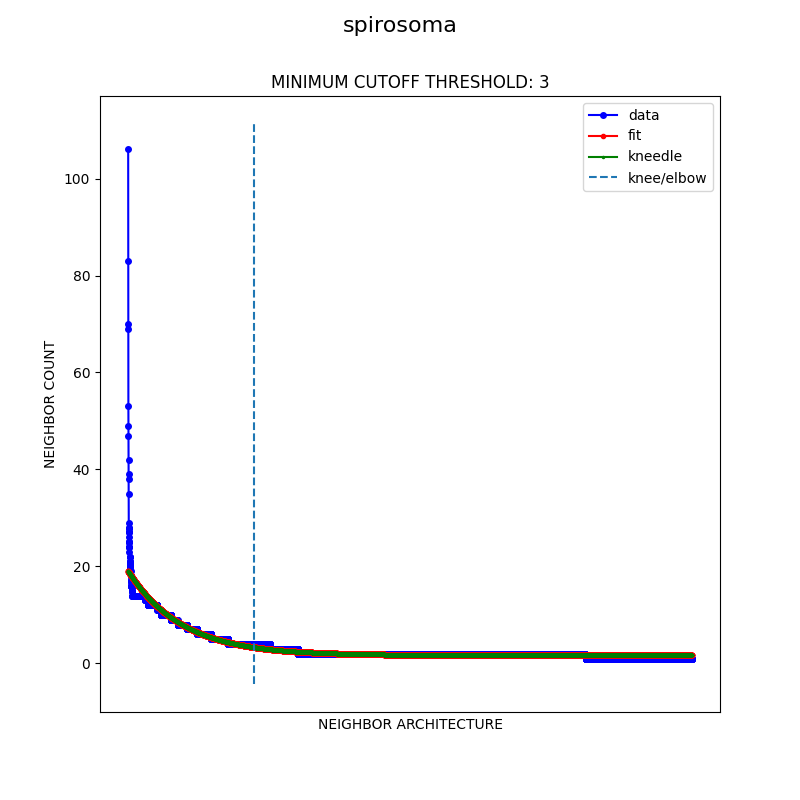 spirosoma
MINIMUM CUTOFF THRESHOLD: 3
data
fit
kneedle
knee/elbow
100
80
60
40
20
0
NEIGHBOR COUNT
NEIGHBOR ARCHITECTURE